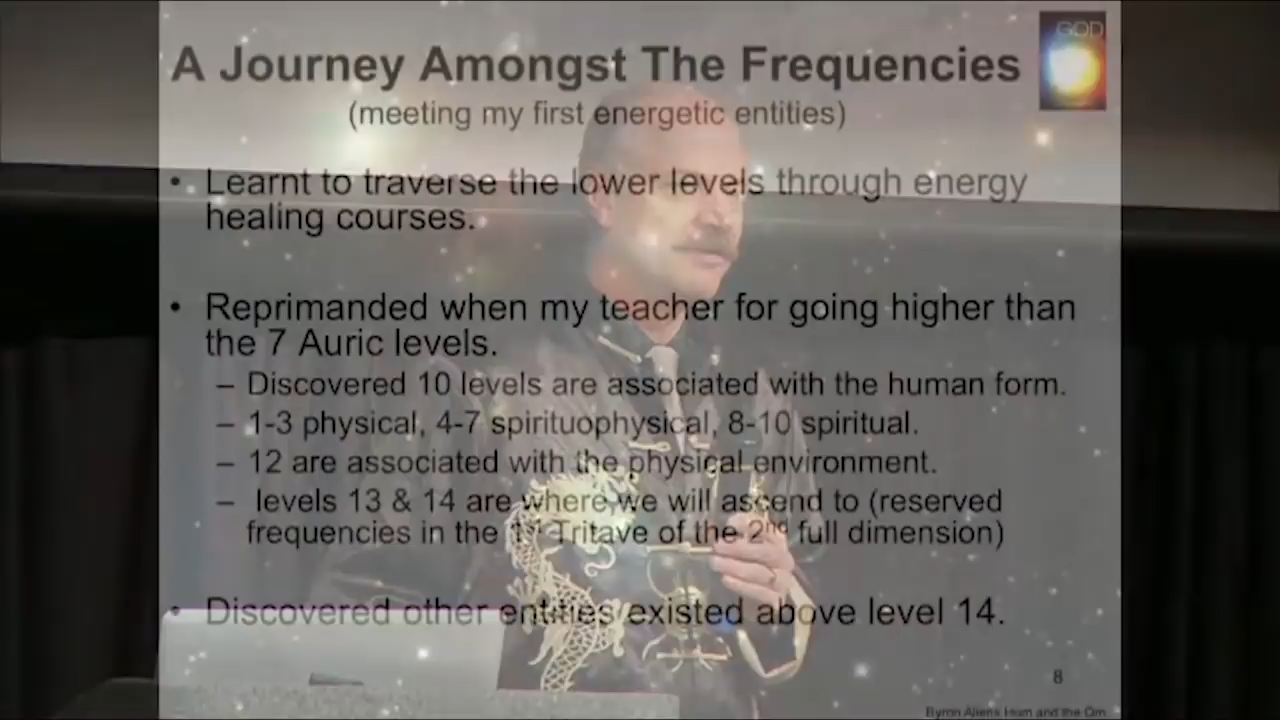 GOD
A Journey Amongst The Frequencies
(meeting my first energetic entities)
• Learnt to traverse the lower levels through energy
healing courses.
• Reprimanded when my teacher for going higher than
the 7 Auric levels.
– Discovered 10 levels are associated with the human form.
– 1-3 physical, 4-7 spirituophysical, 8-10 spiritual.
– 12 are associated with the physical environment.
– levels 13 & 14 are where we will ascend to (reserved
frequencies in the 1st Tritave of the 2nd full dimension)
• Discovered other entities existed above level 14.
8
and the Om